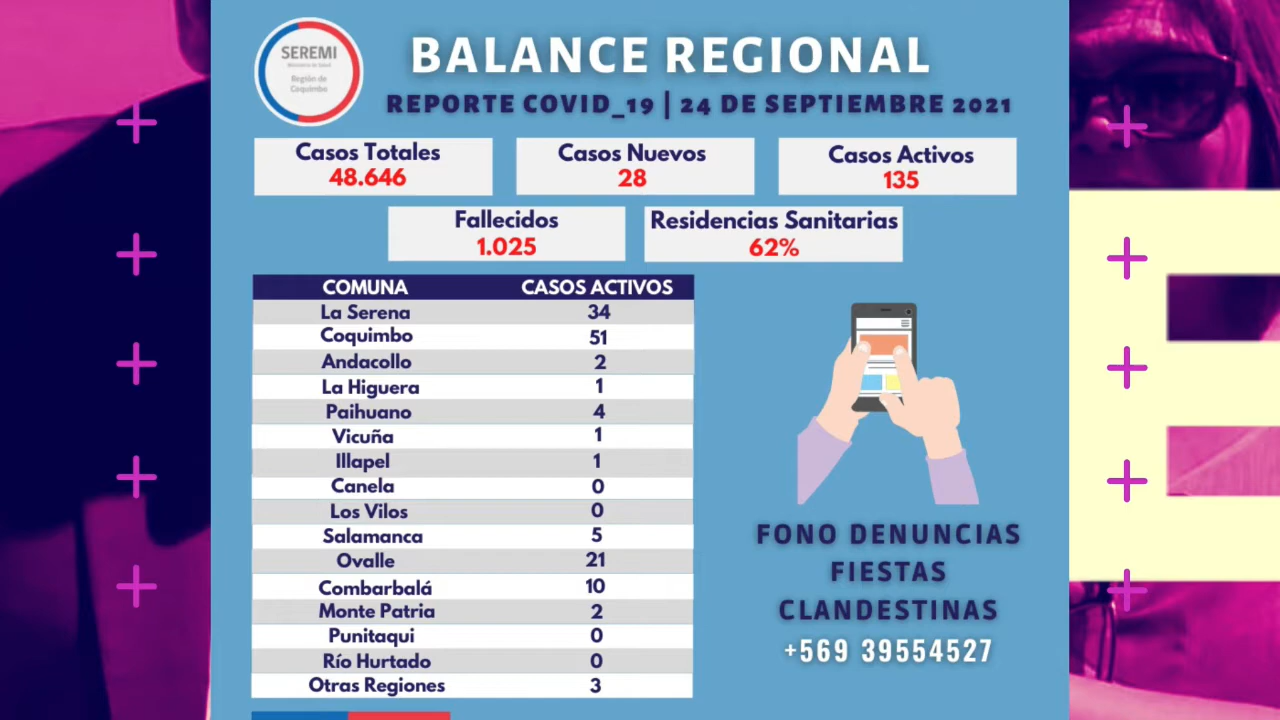 SEREMI
Ministerio de Salud
Región de
Coquimbo
BALANCE REGIONAL
REPORTE COVID_19 | 24 DE SEPTIEMBRE 2021
Casos Totales
48.646
Casos Nuevos
28
Casos Activos
135
Fallecidos
1.025
Residencias Sanitarias
62%
COMUNA CASOS ACTIVOS
La Serena 34
Coquimbo 51
Andacollo 2
La Higuera 1
Paihuano 4
Vicuña 1
Illapel 1
Canela 0
Los Vilos 0
Salamanca 5
Ovalle 21
Combarbalá 10
Monte Patria 2
Punitaqui 0
Río Hurtado 0
Otras Regiones 3
FONO DENUNCIAS
FIESTAS
CLANDESTINAS
+569 39554527